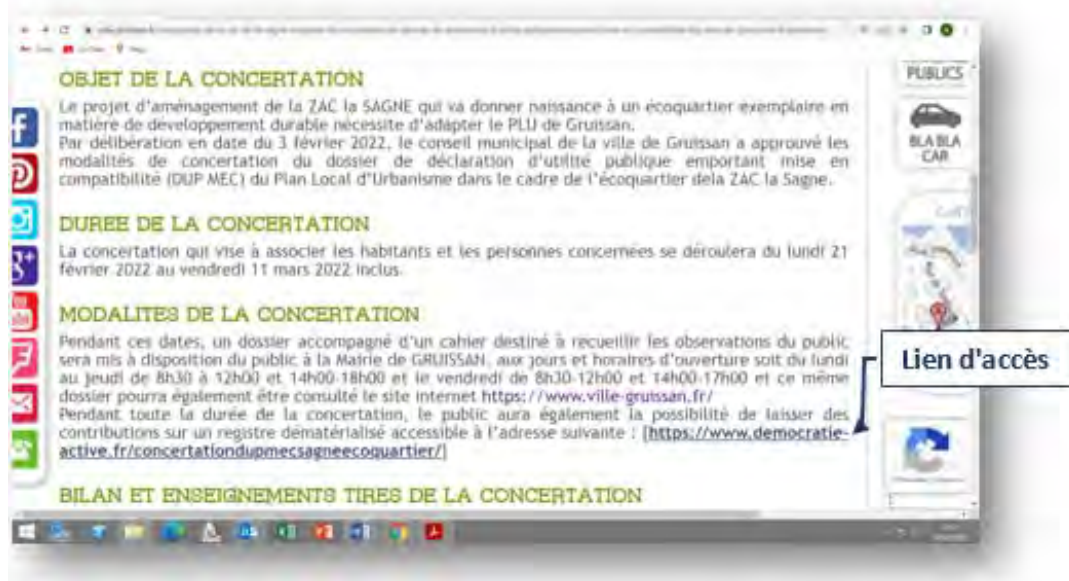 OBJET DE LA CONCERTATION
Le projet d'aménagement de la ZAC la SAGNE qui va donner naissance à un écoquartier exemplaire en
matière de développement durable nécessite d'adapter le PLU de Gruissan.
Par délibération en date du 3 février 2022, le conseil municipal de la ville de Gruissan a approuvé les
modalités de concertation du dossier de déclaration d'utilité publique emportant mise en
compatibilité (DUP MEC) du Plan Local d'Urbanisme dans le cadre de l'écoquartier dela ZAC la Sagne.
DUREE DE LA CONCERTATION
La concertation qui vise à associer les habitants et les personnes concernées se déroulera du lundi 21
février 2022 au vendredi 11 mars 2022 inclus.
MODALITES DE LA CONCERTATION
Pendant ces dates, un dossier accompagné d'un cahier destiné à recueillir les observations du public
sera mis à disposition du public à la Mairie de GRUISSAN, aux jours et horaires d'ouverture soit du lundi
au jeudi de 8h30 à 12h00 et 14h00-18h00 et le vendredi de 8h30-12h00 et 14h00-17h00 et ce même
dossier pourra également être consulté le site internet https://www.ville-gruissan.fr/
Pendant toute la durée de la concertation, le public aura également la possibilité de laisser des
contributions sur un registre dématérialisé accessible à l'adresse suivante : [https://www.democratie-
active.fr/concertationdupmecsagneecoquartier/]
BILAN ET ENSEIGNEMENTS TIRES DE LA CONCERTATION
PUBLICS
BLA BLA
CAR
Lien d'accès